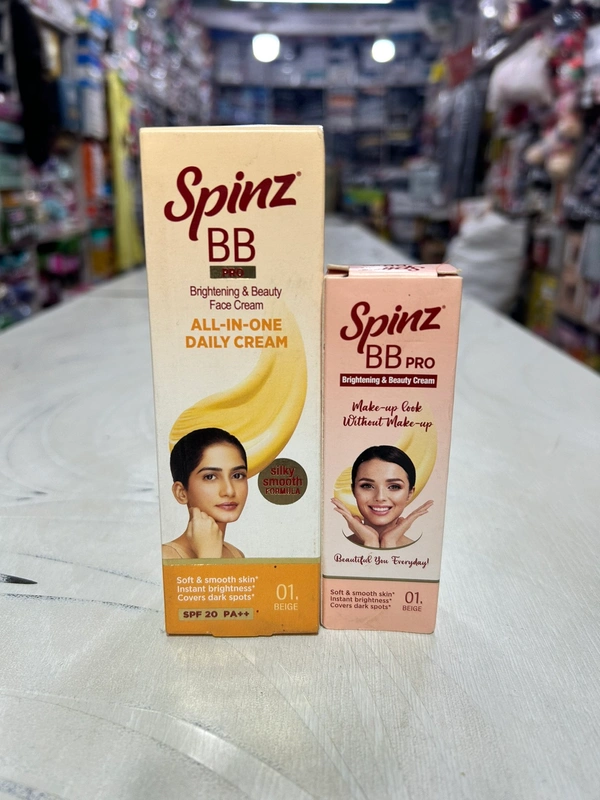 Spinz®
BB
PRO
Brightening & Beauty
Face Cream
ALL-IN-ONE
DAILY CREAM
silky
smooth
FORMULA
Soft & smooth skin*
Instant brightness*
Covers dark spots*
SPF 20 PA++
01.
BEIGE
Spinz®
BB PRO
Brightening & Beauty Cream
Make-up look
Without Make-up
Beautiful You Everyday!
Soft & smooth skin*
Instant brightness*
Covers dark spots*
01.
BEIGE